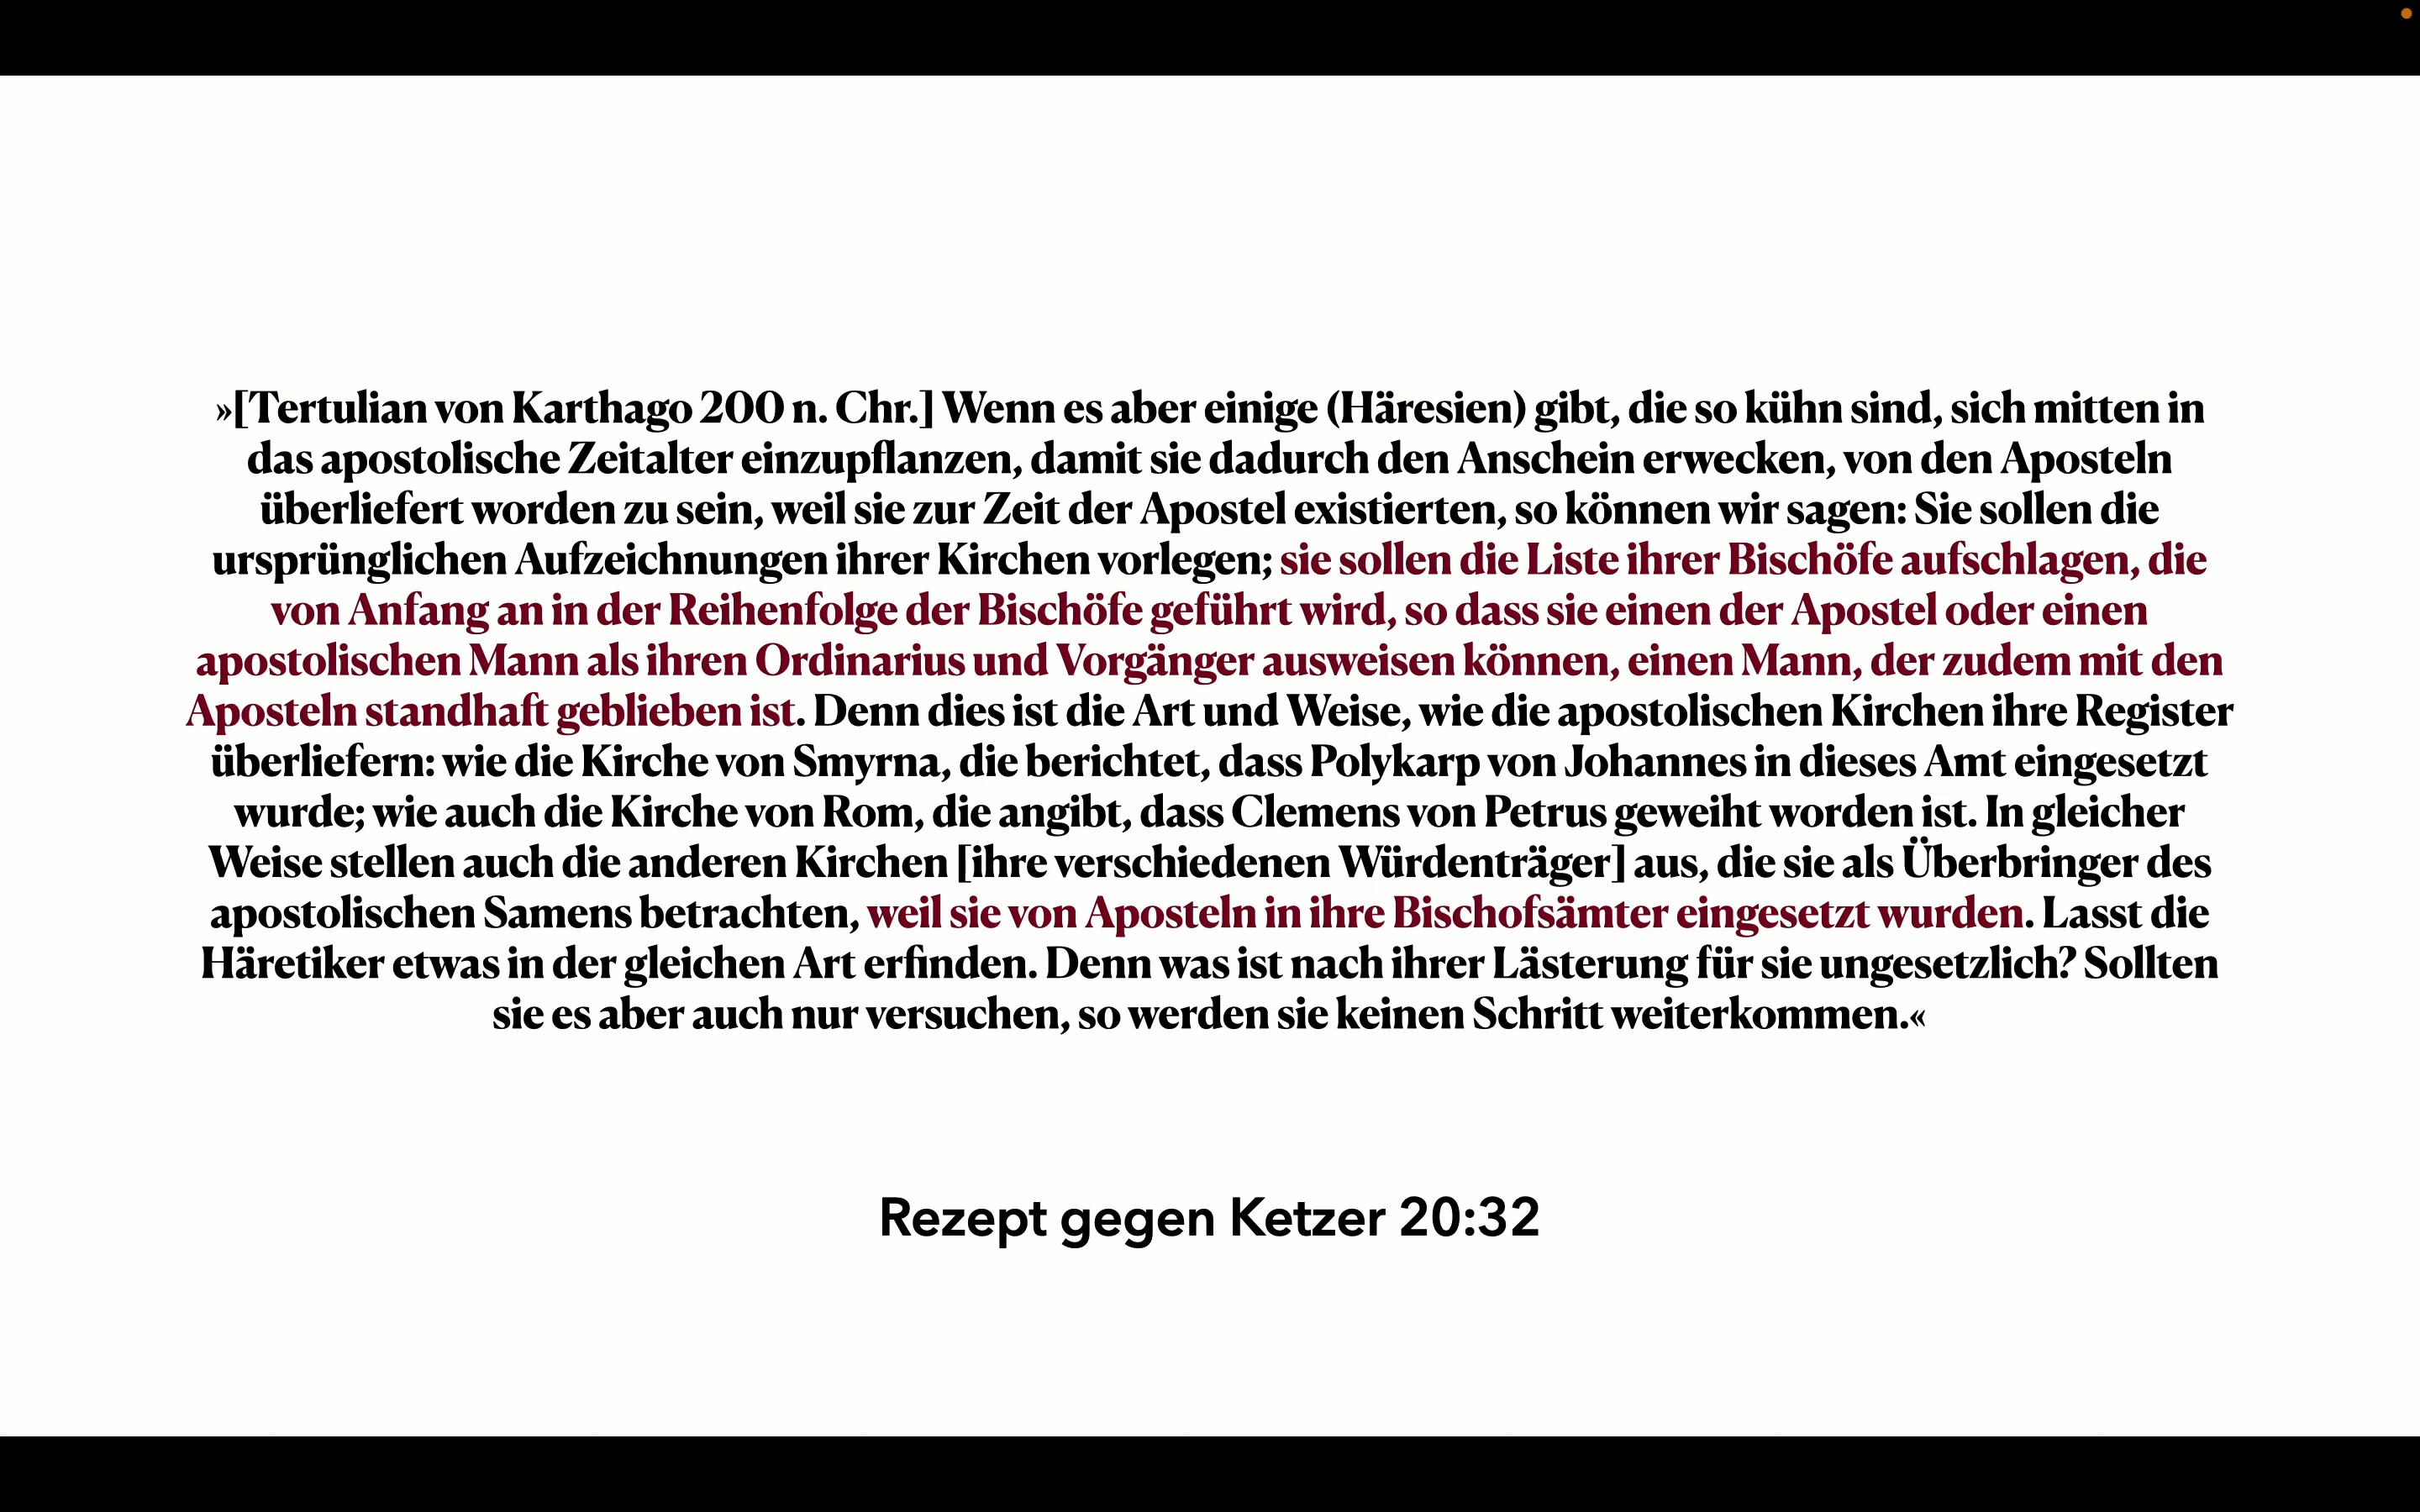 »[Tertulian von Karthago 200 n. Chr.] Wenn es aber einige (Häresien) gibt, die so kühn sind, sich mitten in
das apostolische Zeitalter einzupflanzen, damit sie dadurch den Anschein erwecken, von den Aposteln
überliefert worden zu sein, weil sie zur Zeit der Apostel existierten, so können wir sagen: Sie sollen die
ursprünglichen Aufzeichnungen ihrer Kirchen vorlegen; sie sollen die Liste ihrer Bischöfe aufschlagen, die
von Anfang an in der Reihenfolge der Bischöfe geführt wird, so dass sie einen der Apostel oder einen
apostolischen Mann als ihren Ordinarius und Vorgänger ausweisen können, einen Mann, der zudem mit den
Aposteln standhaft geblieben ist. Denn dies ist die Art und Weise, wie die apostolischen Kirchen ihre Register
überliefern: wie die Kirche von Smyrna, die berichtet, dass Polykarp von Johannes in dieses Amt eingesetzt
wurde; wie auch die Kirche von Rom, die angibt, dass Clemens von Petrus geweiht worden ist. In gleicher
Weise stellen auch die anderen Kirchen [ihre verschiedenen Würdenträger] aus, die sie als Überbringer des
apostolischen Samens betrachten, weil sie von Aposteln in ihre Bischofsämter eingesetzt wurden. Lasst die
Häretiker etwas in der gleichen Art erfinden. Denn was ist nach ihrer Lästerung für sie ungesetzlich? Sollten
sie es aber auch nur versuchen, so werden sie keinen Schritt weiterkommen.«
Rezept gegen Ketzer 20:32